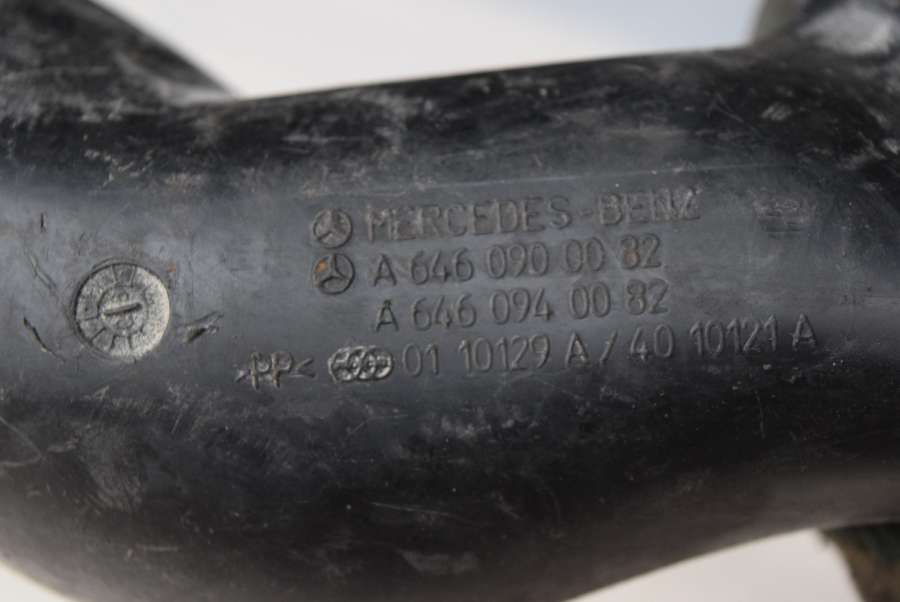 MERCEDES-BENZ
A 646 090 00 82
A 646 094 00 82
>PP< 01 10129 A / 40 10121 A